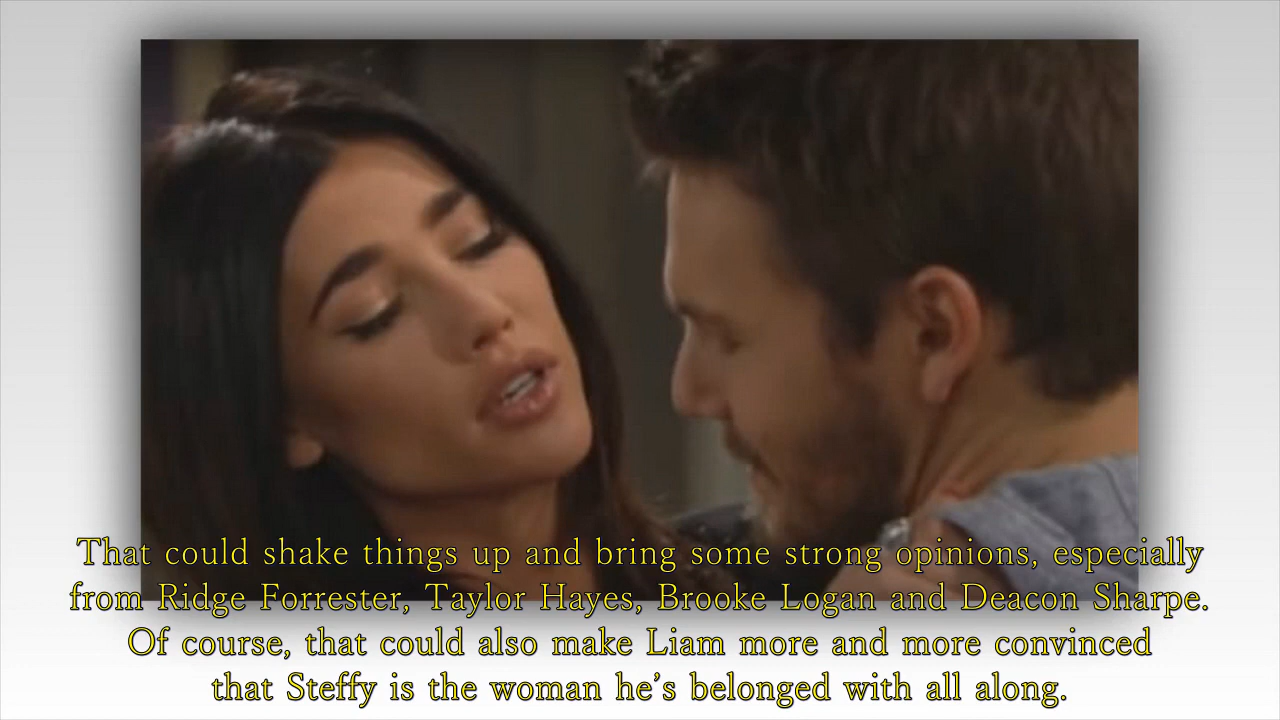 That could shake things up and bring some strong opinions, especially
from Ridge Forrester, Taylor Hayes, Brooke Logan and Deacon Sharpe.
Of course, that could also make Liam more and more convinced
that Steffy is the woman he’s belonged with all along.